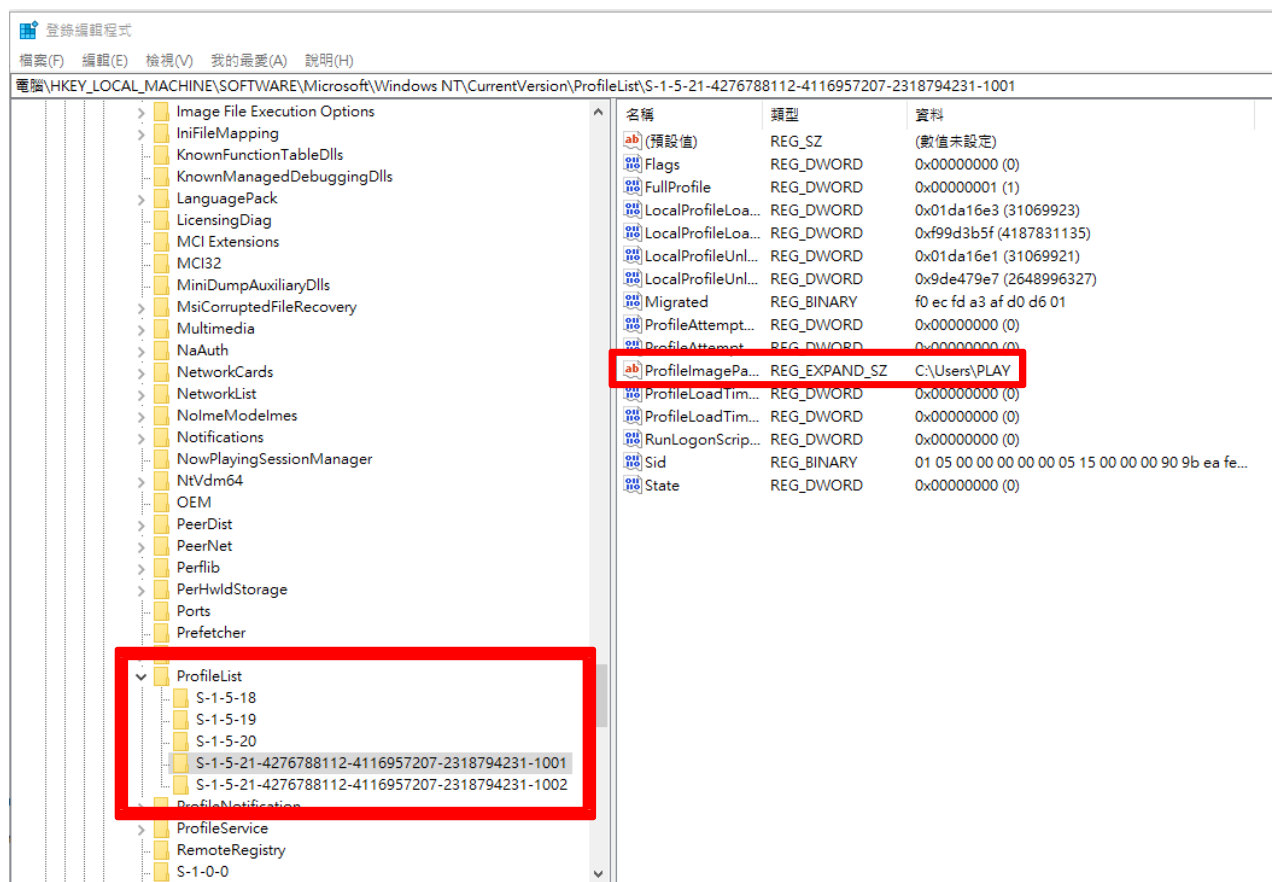 登錄編輯程式
檔案(F) 編輯(E) 檢視(V) 我的最愛(A) 說明(H)
電腦\HKEY_LOCAL_MACHINE\SOFTWARE\Microsoft\Windows NT\CurrentVersion\ProfileList\S-1-5-21-4276788112-4116957207-2318794231-1001
Image File Execution Options
IniFileMapping
KnownFunctionTableDlls
KnownManagedDebuggingDlls
LanguagePack
LicensingDiag
MCI Extensions
MCI32
MiniDumpAuxiliaryDlls
MsiCorruptedFileRecovery
Multimedia
NaAuth
NetworkCards
NetworkList
NoImeModeImes
Notifications
NowPlayingSessionManager
NtVdm64
OEM
PeerDist
PeerNet
Perflib
PerHwIdStorage
Ports
Prefetcher
ProfileList
S-1-5-18
S-1-5-19
S-1-5-20
S-1-5-21-4276788112-4116957207-2318794231-1001
S-1-5-21-4276788112-4116957207-2318794231-1002
ProfileNotification
ProfileService
RemoteRegistry
S-1-0-0
名稱 類型 資料
(預設值) REG_SZ (數值未設定)
Flags REG_DWORD 0x00000000 (0)
FullProfile REG_DWORD 0x00000001 (1)
LocalProfileLoa... REG_DWORD 0x01da16e3 (31069923)
LocalProfileLoa... REG_DWORD 0xf99d3b5f (4187831135)
LocalProfileUnl... REG_DWORD 0x01da16e1 (31069921)
LocalProfileUnl... REG_DWORD 0x9de479e7 (2648996327)
Migrated REG_BINARY f0 ec fd a3 af d0 d6 01
ProfileAttempt... REG_DWORD 0x00000000 (0)
ProfileAttempt... REG_DWORD 0x00000000 (0)
ProfileImagePa... REG_EXPAND_SZ C:\Users\PLAY
ProfileLoadTim... REG_DWORD 0x00000000 (0)
ProfileLoadTim... REG_DWORD 0x00000000 (0)
RunLogonScrip... REG_DWORD 0x00000000 (0)
Sid REG_BINARY 01 05 00 00 00 00 00 05 15 00 00 00 90 9b ea fe...
State REG_DWORD 0x00000000 (0)